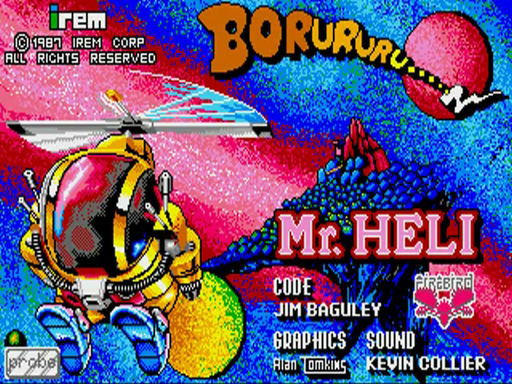 irem
© 1987 IREM CORP
ALL RIGHTS RESERVED
BORURURU....
Mr. HELI
CODE
JIM BAGULEY
FIREBIRD
GRAPHICS
Alan Tomkins
SOUND
KEVIN COLLIER
probe